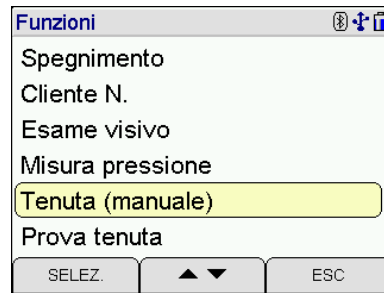 Funzioni
Spegnimento
Cliente N.
Esame visivo
Misura pressione
Tenuta (manuale)
Prova tenuta
SELEZ. ▲ ▼ ESC